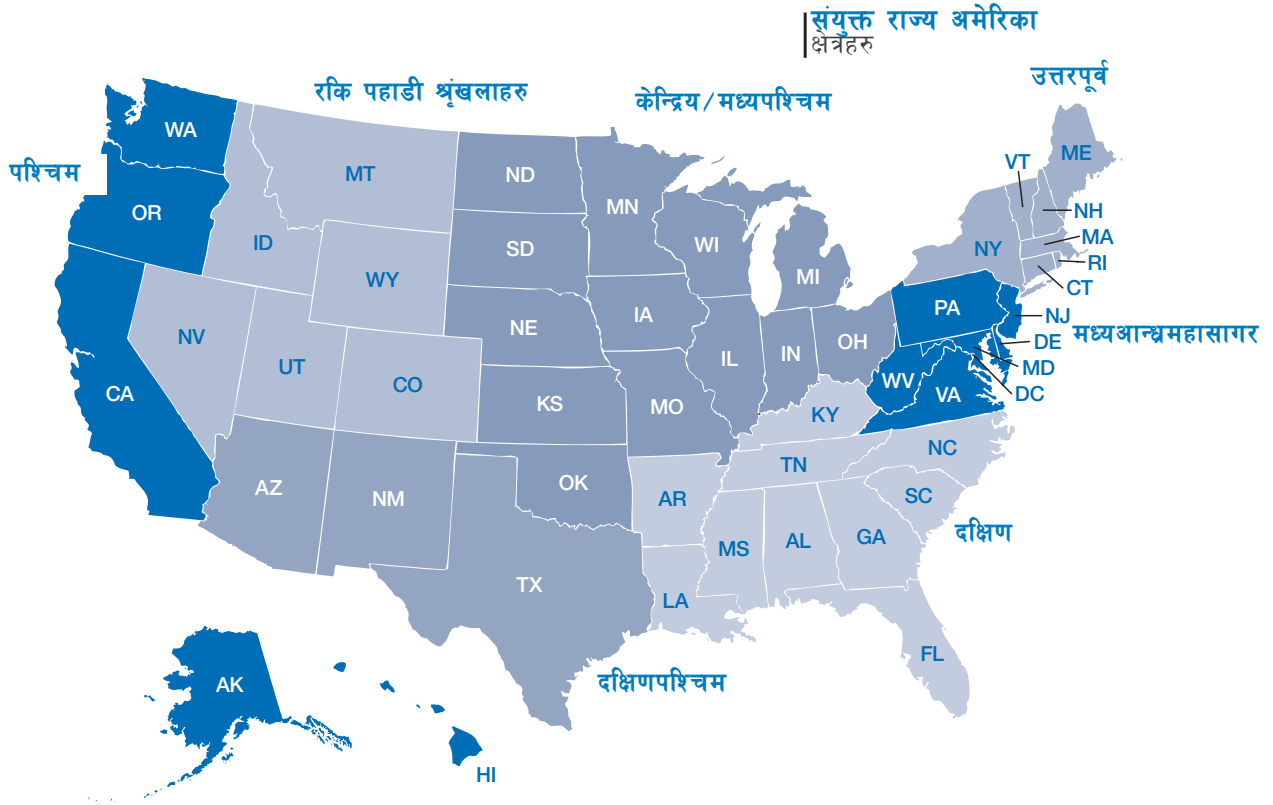 संयुक्त राज्य अमेरिका
क्षेत्रहरु
उत्तरपूर्व
रकि पहाडी श्रृंखलाहरु
केन्द्रिय/मध्यपश्चिम
पश्चिम
मध्यआन्ध्रमहासागर
दक्षिण
दक्षिणपश्चिम
WA
OR
CA
MT
ID
WY
NV
UT
CO
AZ
NM
TX
ND
SD
NE
KS
OK
MN
IA
MO
WI
IL
MI
IN
OH
KY
TN
AR
LA
MS
AL
GA
FL
SC
NC
VA
WV
PA
NY
VT
ME
NH
MA
RI
CT
NJ
DE
MD
DC
AK
HI